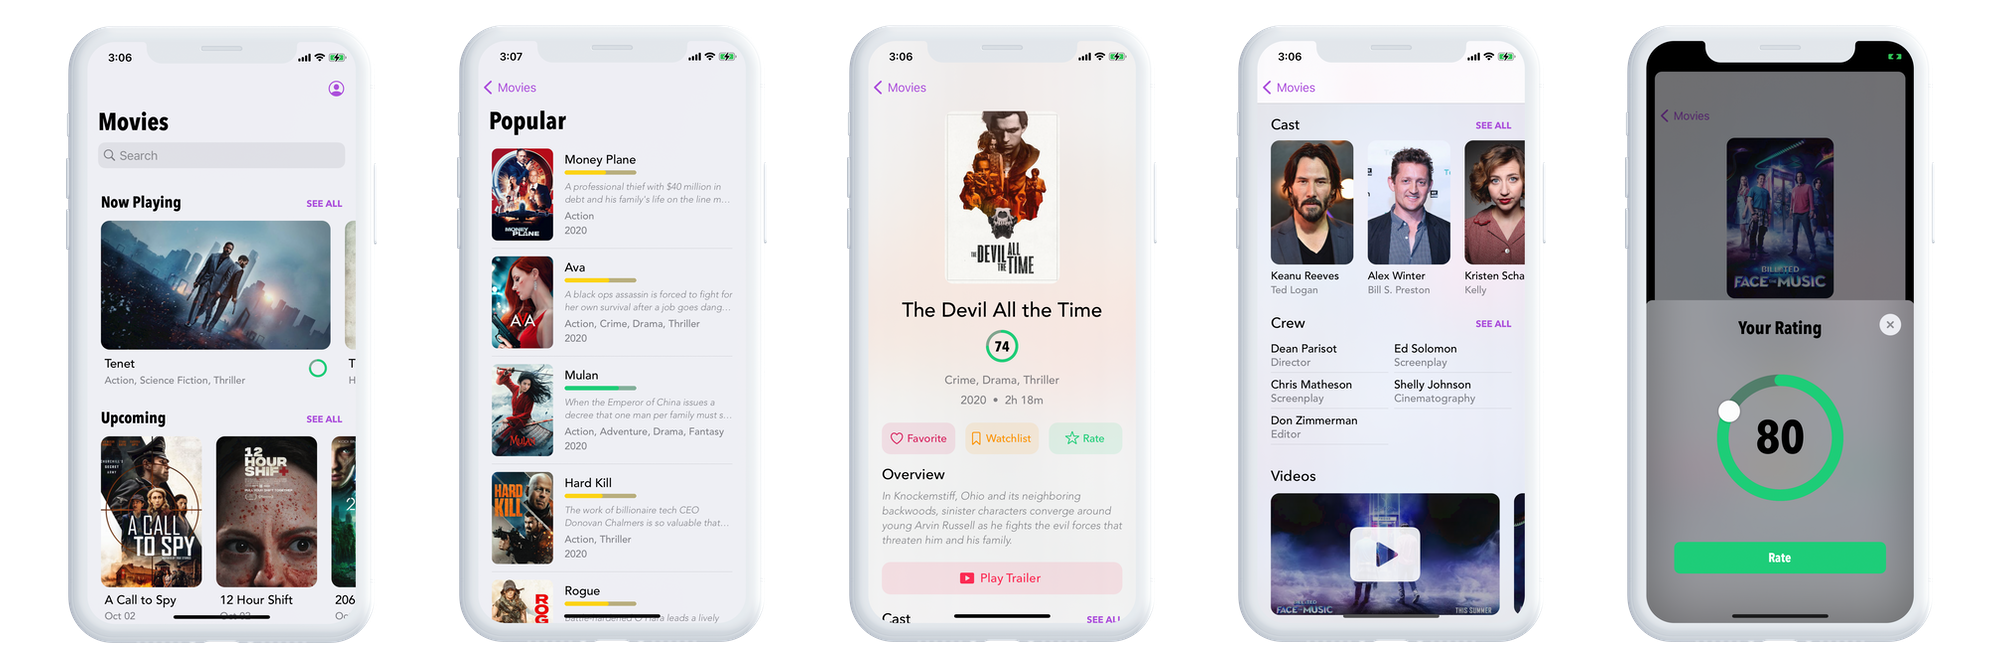 3:06
Movies
Search
Now Playing
SEE ALL
Tenet
Action, Science Fiction, Thriller
T
H
Upcoming
SEE ALL
A CALL
TO SPY
12
HOUR
SHIFT
2
A Call to Spy
Oct 02
12 Hour Shift
Oct 02
206
Oc
3:07
Movies
Popular
MONEY
PLANE
Money Plane
A professional thief with $40 million in
debt and his family's life on the line m...
Action
2020
AVA
Ava
A black ops assassin is forced to fight for
her own survival after a job goes dang...
Action, Crime, Drama, Thriller
2020
MULAN
Mulan
When the Emperor of China issues a
decree that one man per family must s...
Action, Adventure, Drama, Fantasy
2020
HARD
KILL
Hard Kill
The work of billionaire tech CEO
Donovan Chalmers is so valuable that...
Action, Thriller
2020
ROG
Rogue
Battle-hardened O'Hara leads a lively
3:06
Movies
THE DEVIL ALL
THE TIME
The Devil All the Time
74
Crime, Drama, Thriller
2020 • 2h 18m
Favorite
Watchlist
Rate
Overview
In Knockemstiff, Ohio and its neighboring
backwoods, sinister characters converge around
young Arvin Russell as he fights the evil forces that
threaten him and his family.
Play Trailer
Cast
SEE ALL
3:06
Movies
Cast
SEE ALL
Keanu Reeves
Ted Logan
Alex Winter
Bill S. Preston
Kristen Scha
Kelly
Crew
SEE ALL
Dean Parisot
Director
Ed Solomon
Screenplay
Chris Matheson
Screenplay
Shelly Johnson
Cinematography
Don Zimmerman
Editor
Videos
FACE THE MUSIC
THIS SUMMER
Movies
BILL & TED
FACE THE MUSIC
Your Rating
80
Rate